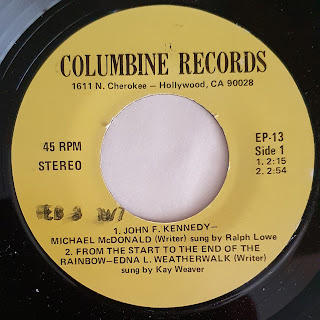 COLUMBINE RECORDS
1611 N. Cherokee — Hollywood, CA 90028
45 RPM
STEREO
EP-13
Side 1
1. 2:15
2. 2:54
1. JOHN F. KENNEDY—
MICHAEL McDONALD (Writer) sung by Ralph Lowe
2. FROM THE START TO THE END OF THE
RAINBOW—EDNA L. WEATHERWALK (Writer)
sung by Kay Weaver